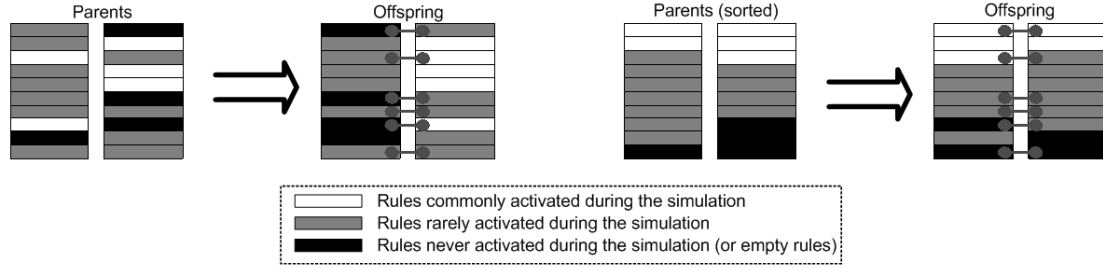 Parents
Offspring
Parents (sorted)
Offspring
Rules commonly activated during the simulation
Rules rarely activated during the simulation
Rules never activated during the simulation (or empty rules)